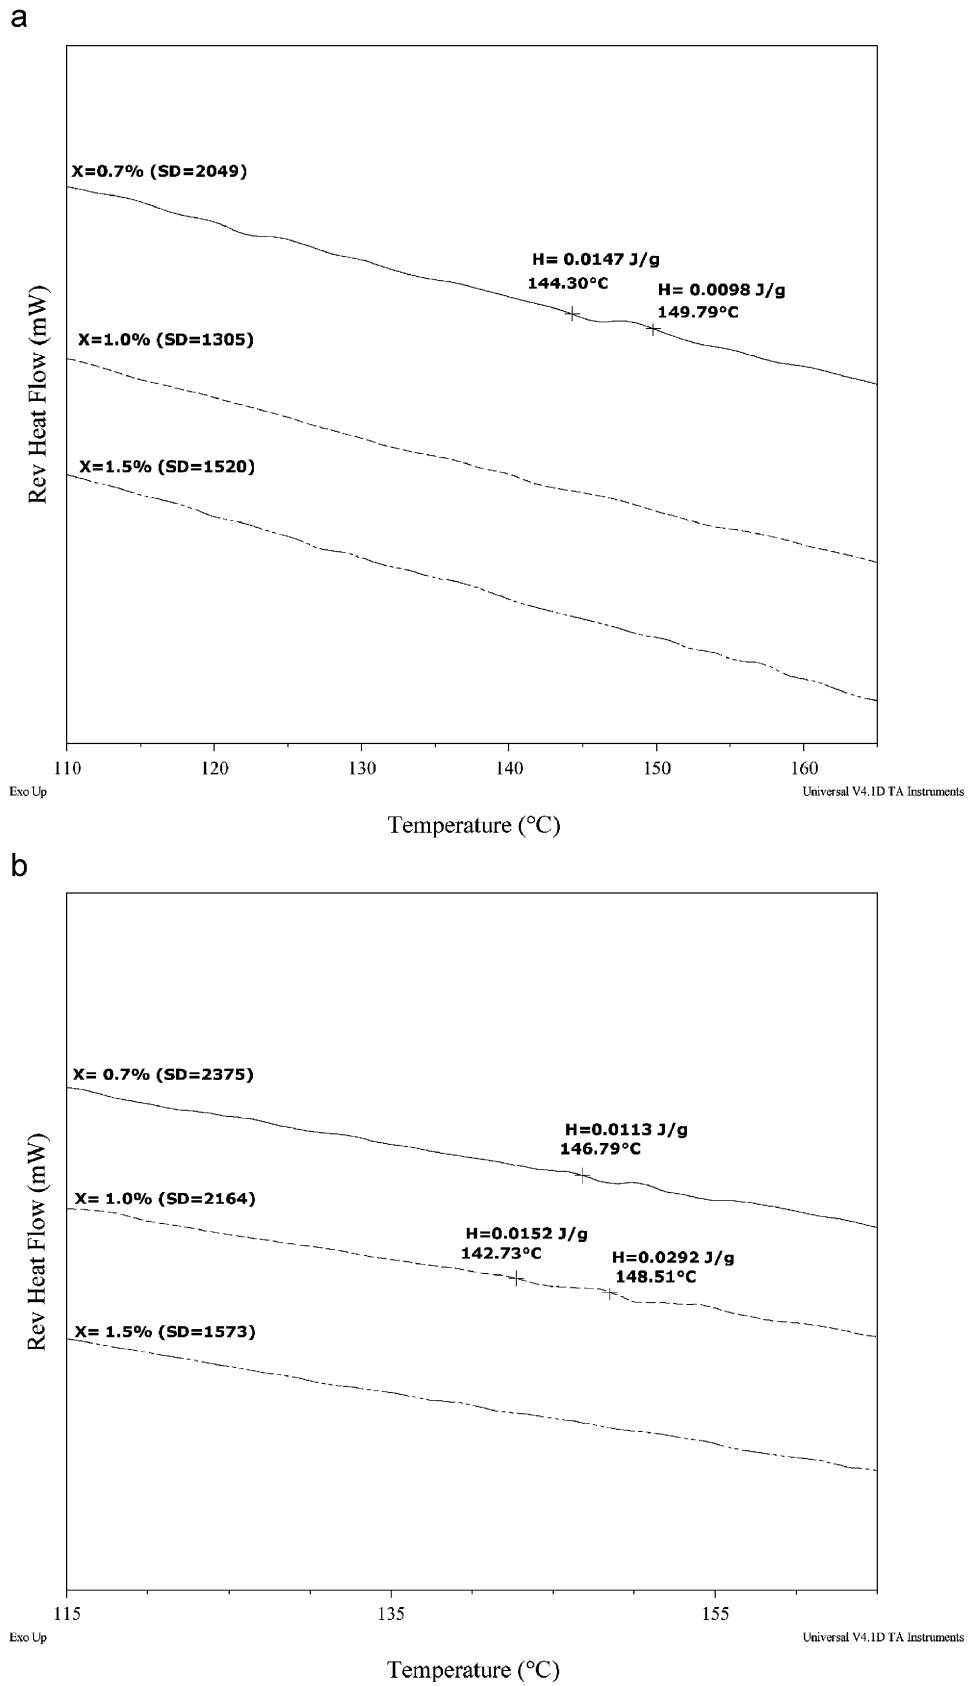 a
X=0.7% (SD=2049)
H= 0.0147 J/g
144.30°C
H= 0.0098 J/g
149.79°C
X=1.0% (SD=1305)
X=1.5% (SD=1520)
Rev Heat Flow (mW)
110 120 130 140 150 160
Exo Up Universal V4.1D TA Instruments
Temperature (°C)
b
X= 0.7% (SD=2375)
H=0.0113 J/g
146.79°C
X= 1.0% (SD=2164)
H=0.0152 J/g
142.73°C
H=0.0292 J/g
148.51°C
X= 1.5% (SD=1573)
Rev Heat Flow (mW)
115 135 155
Exo Up Universal V4.1D TA Instruments
Temperature (°C)